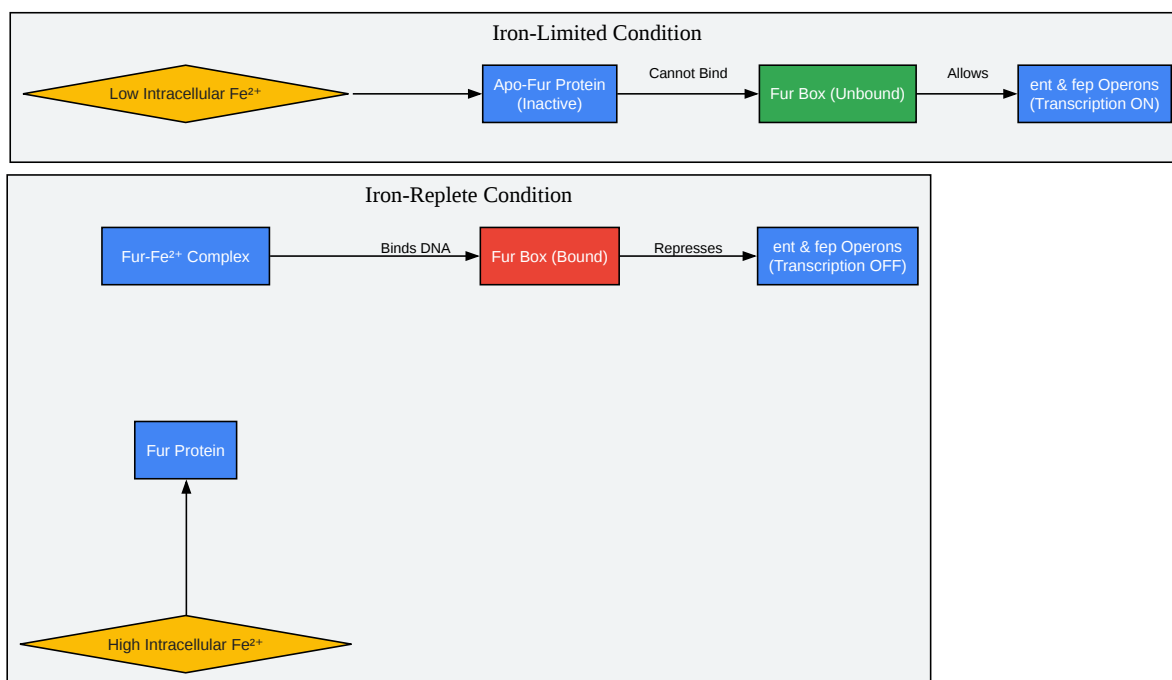 Iron-Limited Condition
Low Intracellular Fe²⁺
Apo-Fur Protein
(Inactive)
Cannot Bind
Fur Box (Unbound)
Allows
ent & fep Operons
(Transcription ON)
Iron-Replete Condition
Fur-Fe²⁺ Complex
Binds DNA
Fur Box (Bound)
Represses
ent & fep Operons
(Transcription OFF)
Fur Protein
High Intracellular Fe²⁺